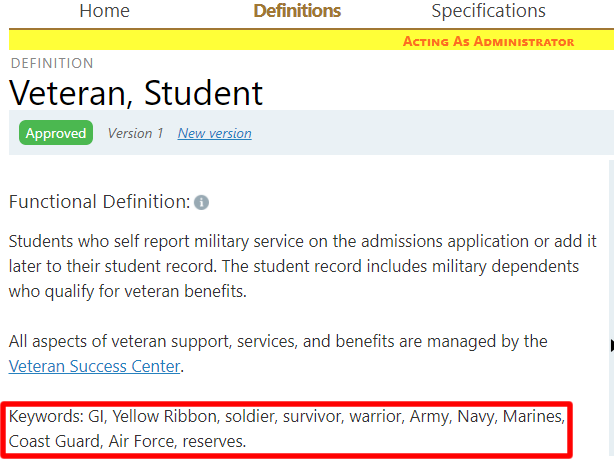 Home Definitions Specifications
ACTING AS ADMINISTRATOR
DEFINITION
Veteran, Student
Approved Version 1 New version
Functional Definition: i
Students who self report military service on the admissions application or add it
later to their student record. The student record includes military dependents
who qualify for veteran benefits.
All aspects of veteran support, services, and benefits are managed by the
Veteran Success Center.
Keywords: GI, Yellow Ribbon, soldier, survivor, warrior, Army, Navy, Marines,
Coast Guard, Air Force, reserves.